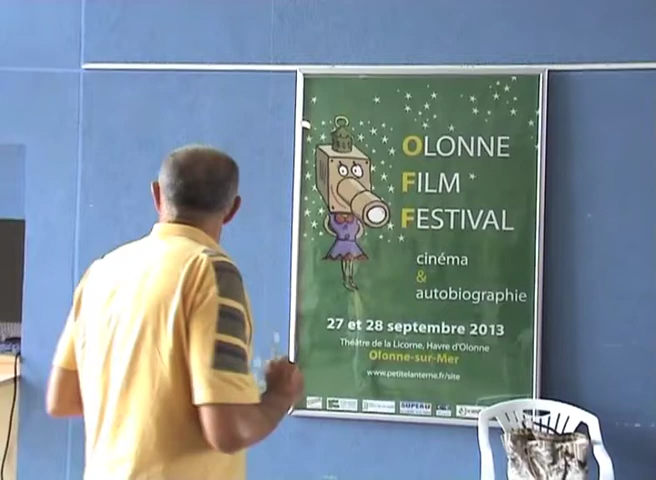 OLONNE
FILM
FESTIVAL
cinéma
&
autobiographie
27 et 28 septembre 2013
Théâtre de la Licorne, Havre d'Olonne
Olonne-sur-Mer
www.petitelanterne.fr/site
SUPER U